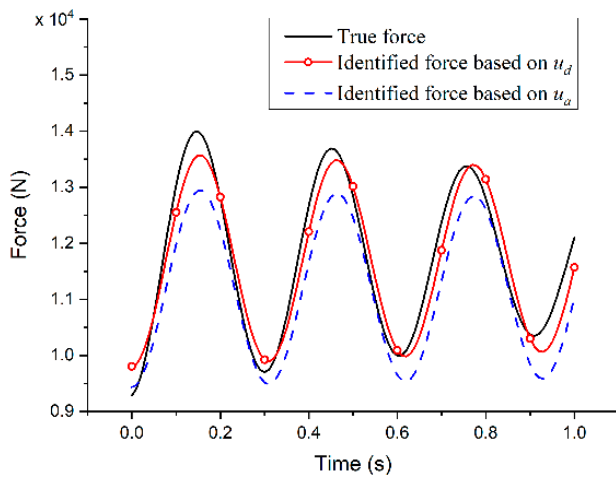 x 10⁴
True force
Identified force based on u_d
Identified force based on u_a
1.5
1.4
1.3
1.2
1.1
1.0
0.9
Force (N)
0.0 0.2 0.4 0.6 0.8 1.0
Time (s)